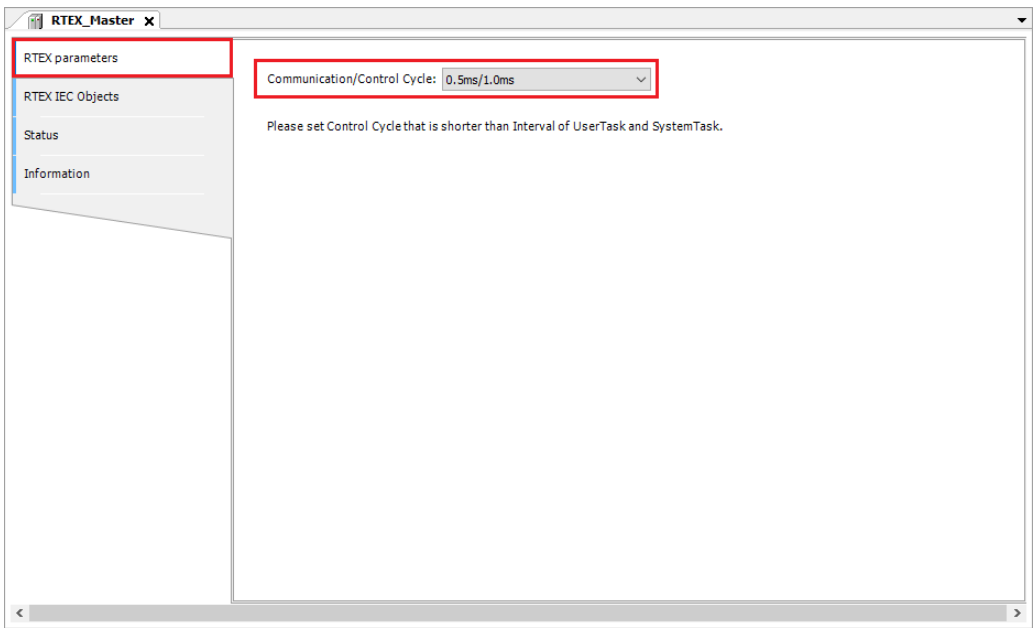 RTEX_Master x
RTEX parameters
RTEX IEC Objects
Status
Information
Communication/Control Cycle: 0.5ms/1.0ms
Please set Control Cycle that is shorter than Interval of UserTask and SystemTask.